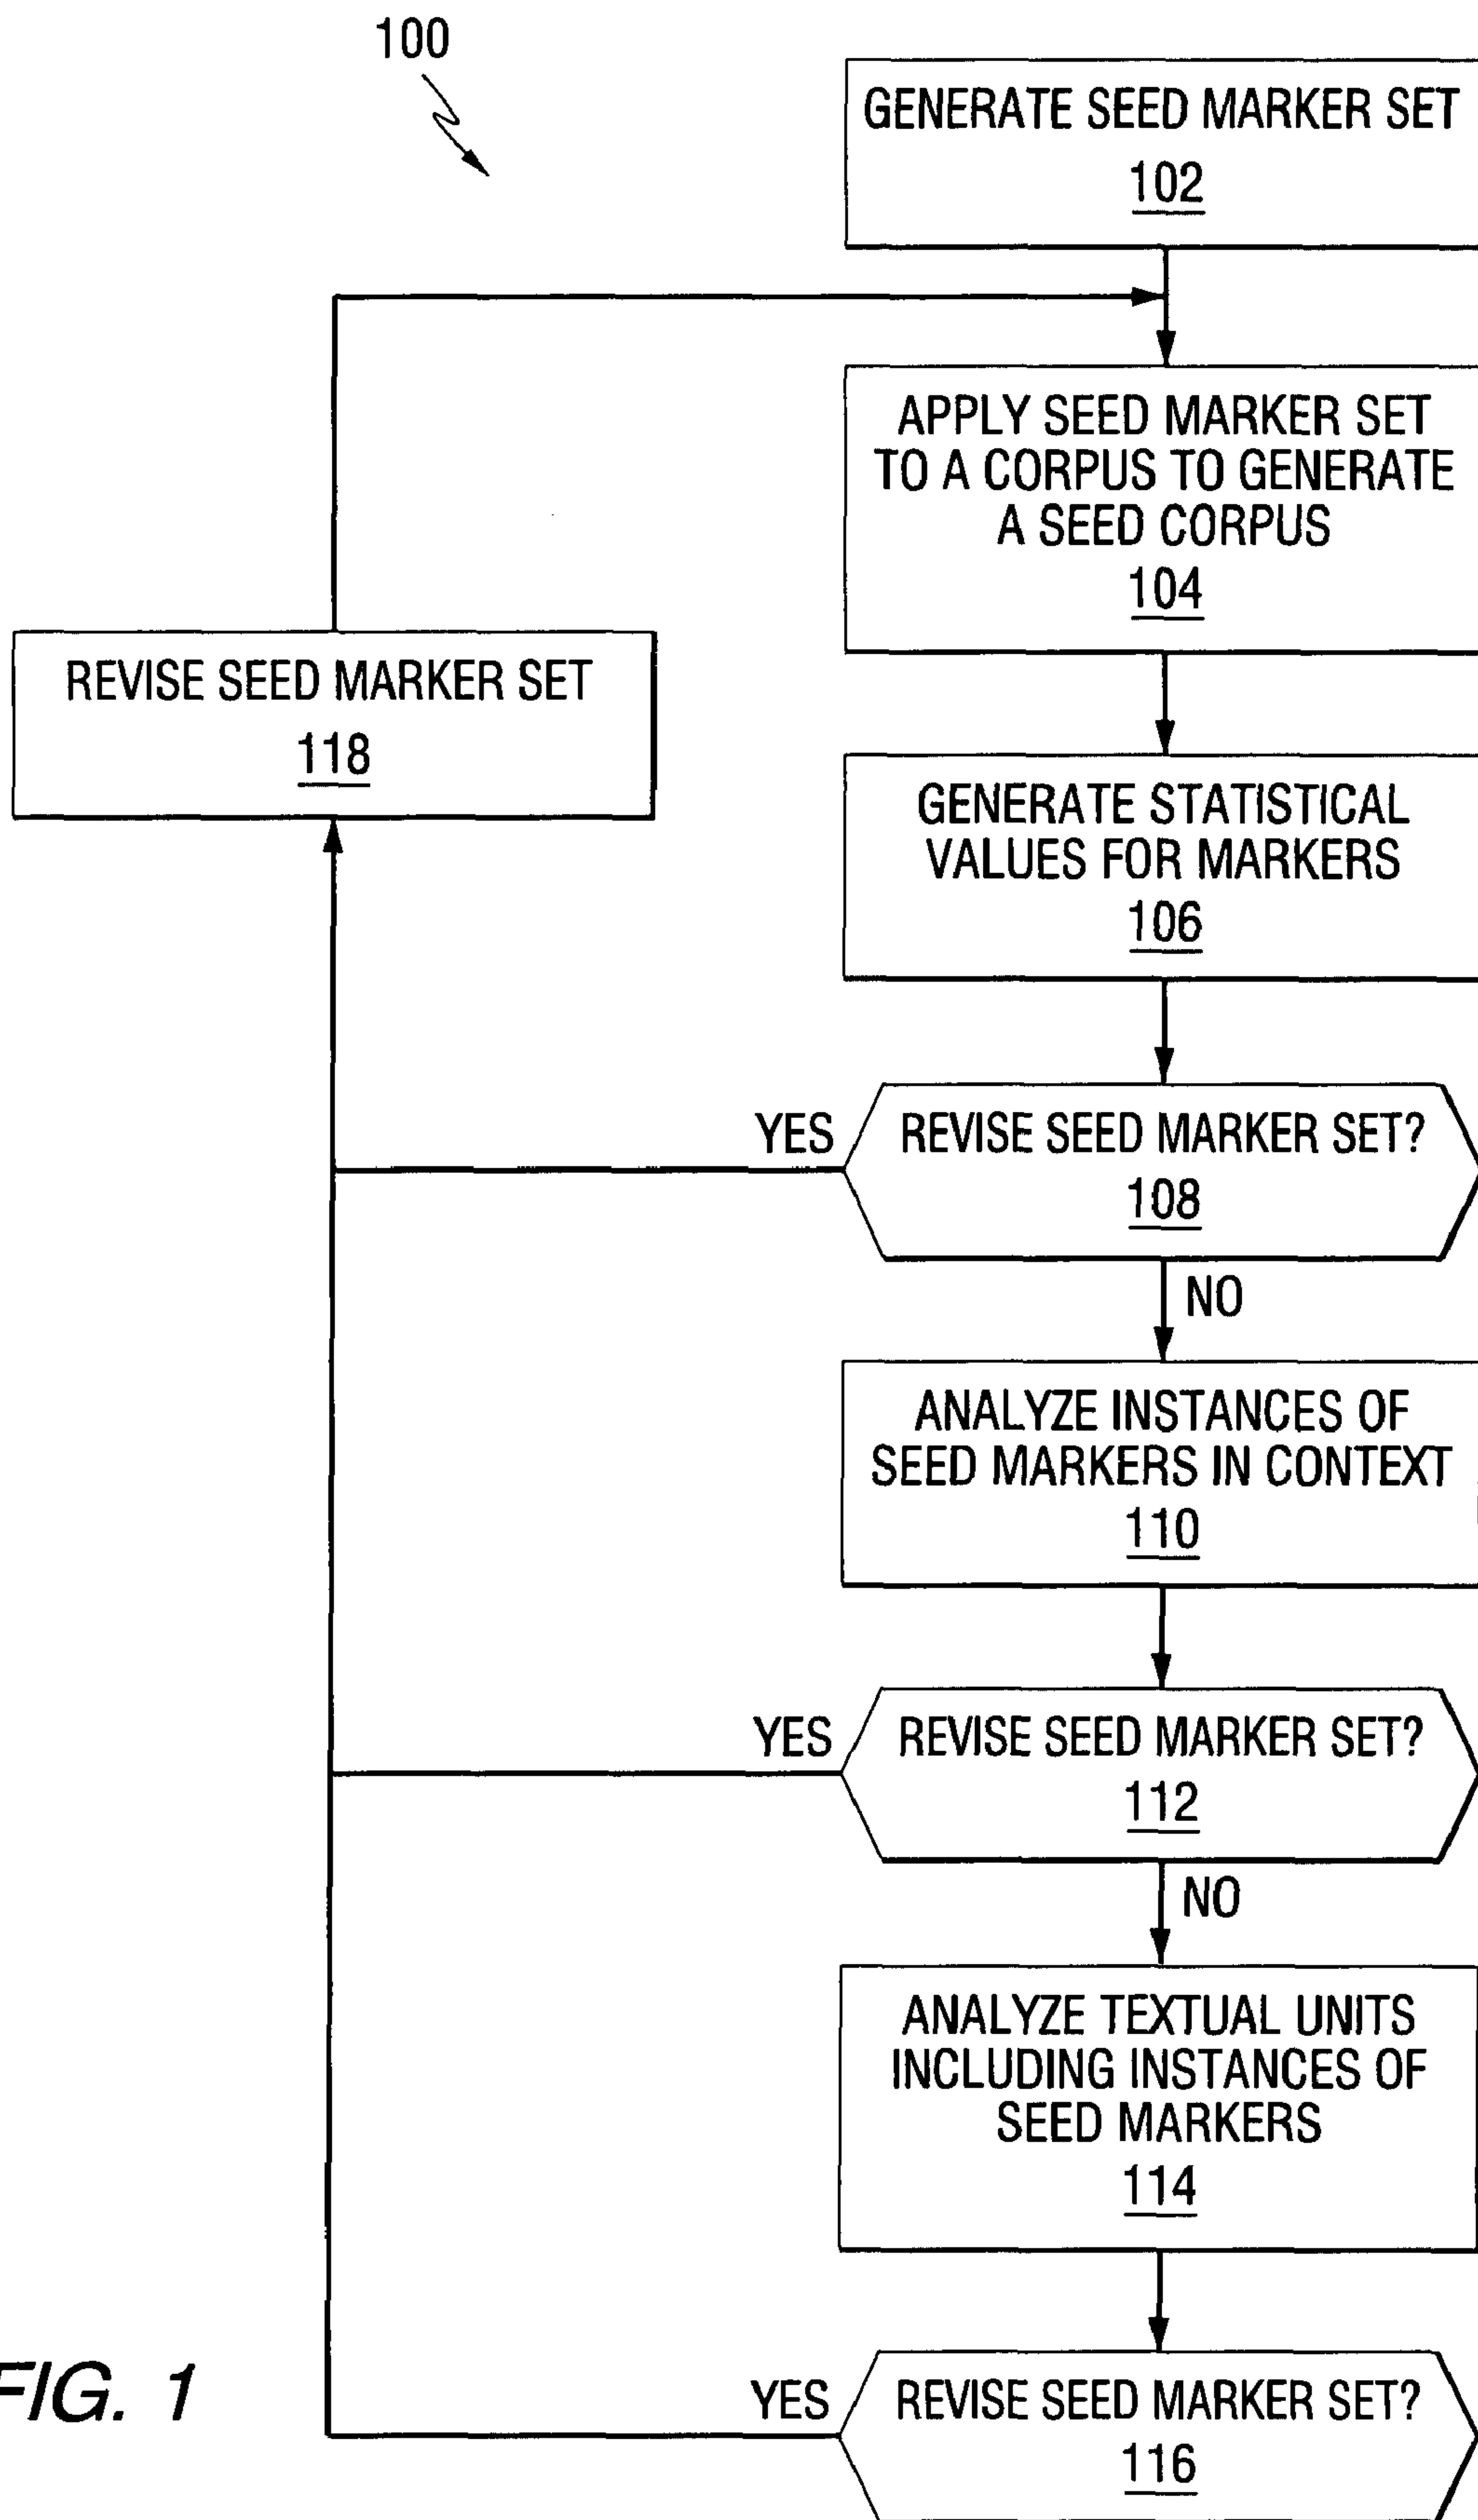 100
GENERATE SEED MARKER SET
102
APPLY SEED MARKER SET
TO A CORPUS TO GENERATE
A SEED CORPUS
104
REVISE SEED MARKER SET
118
GENERATE STATISTICAL
VALUES FOR MARKERS
106
YES
REVISE SEED MARKER SET?
108
NO
ANALYZE INSTANCES OF
SEED MARKERS IN CONTEXT
110
YES
REVISE SEED MARKER SET?
112
NO
ANALYZE TEXTUAL UNITS
INCLUDING INSTANCES OF
SEED MARKERS
114
YES
REVISE SEED MARKER SET?
116
FIG. 1